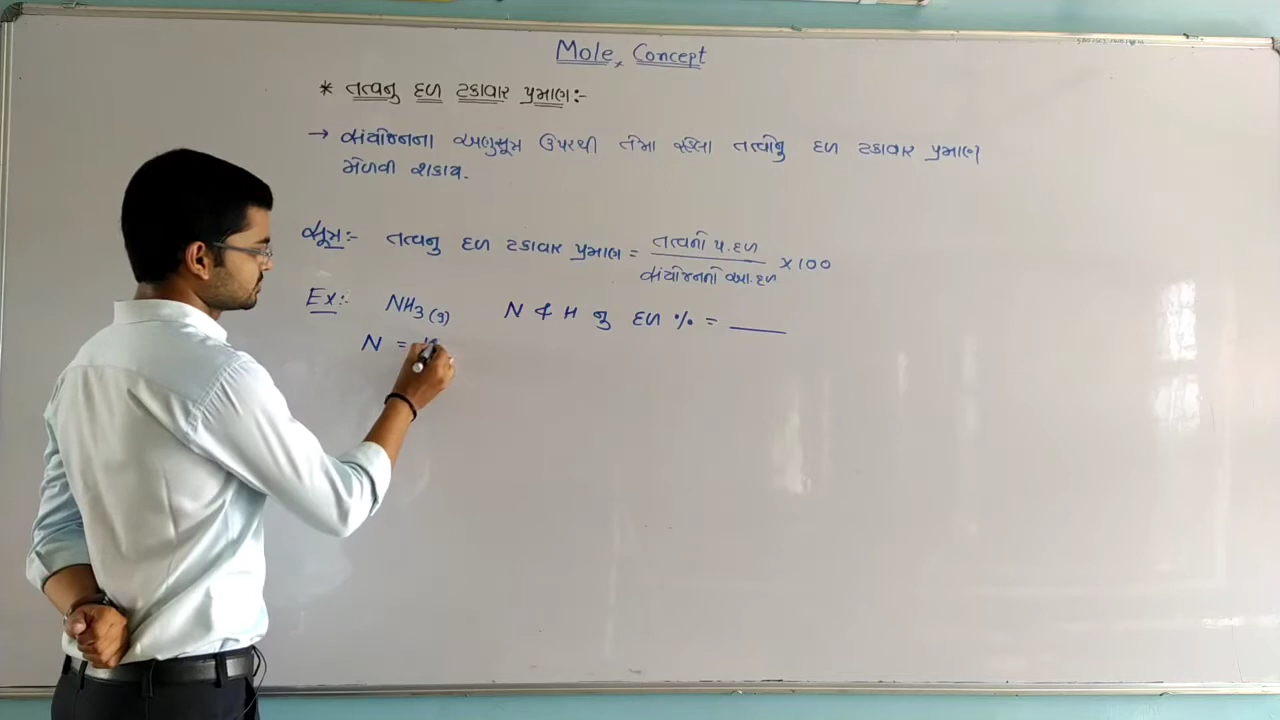 Mole Concept
* તત્વનુ દળ ટકાવાર પ્રમાણ:-
→ સંયોજનના અણુસૂત્ર ઉપરથી તેમા રહેલા તત્વોનુ દળ ટકાવાર પ્રમાણ
મેળવી શકાય.
સૂત્ર:- તત્વનુ દળ ટકાવાર પ્રમાણ = તત્વનો પ.દળ / સંયોજનનો આ.દળ × 100
Ex:- NH₃(g) N & H નુ દળ % = ____
N =